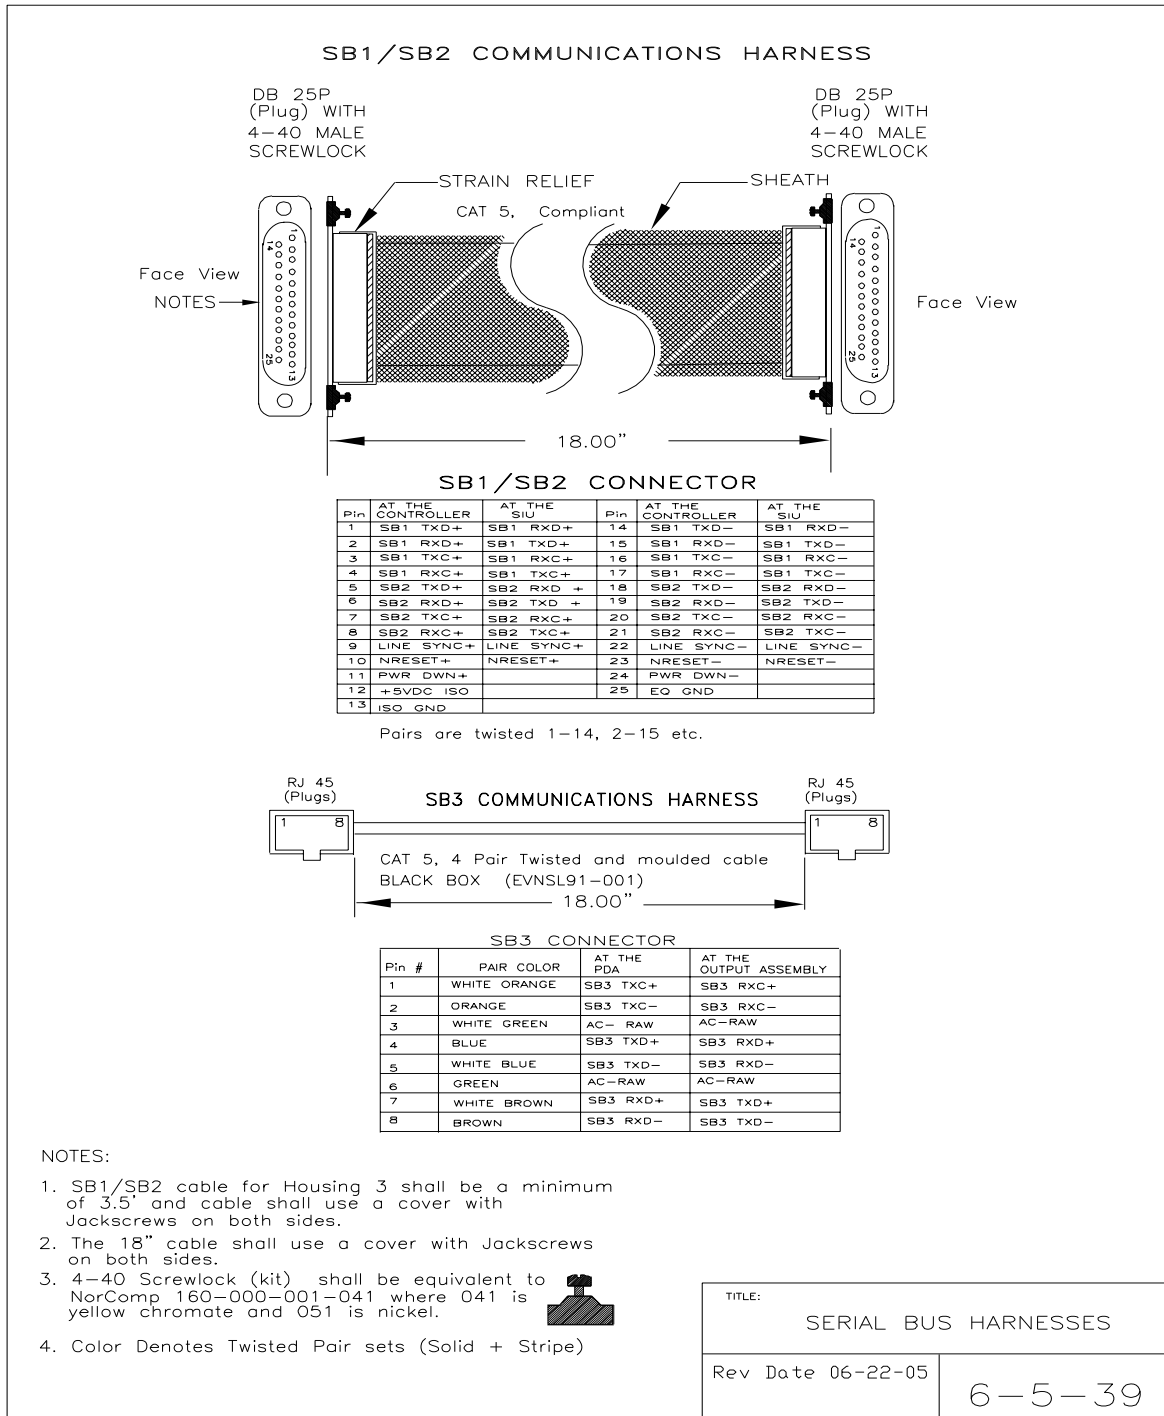 SB1/SB2 COMMUNICATIONS HARNESS
DB 25P
(Plug) WITH
4-40 MALE
SCREWLOCK
DB 25P
(Plug) WITH
4-40 MALE
SCREWLOCK
STRAIN RELIEF
SHEATH
CAT 5, Compliant
1
14
25
13
1
14
25
13
Face View
NOTES
Face View
18.00"
SB1/SB2 CONNECTOR
Pin AT THE CONTROLLER AT THE SIU Pin AT THE CONTROLLER AT THE SIU
1 SB1 TXD+ SB1 RXD+ 14 SB1 TXD- SB1 RXD-
2 SB1 RXD+ SB1 TXD+ 15 SB1 RXD- SB1 TXD-
3 SB1 TXC+ SB1 RXC+ 16 SB1 TXC- SB1 RXC-
4 SB1 RXC+ SB1 TXC+ 17 SB1 RXC- SB1 TXC-
5 SB2 TXD+ SB2 RXD + 18 SB2 TXD- SB2 RXD-
6 SB2 RXD+ SB2 TXD + 19 SB2 RXD- SB2 TXD-
7 SB2 TXC+ SB2 RXC+ 20 SB2 TXC- SB2 RXC-
8 SB2 RXC+ SB2 TXC+ 21 SB2 RXC- SB2 TXC-
9 LINE SYNC+ LINE SYNC+ 22 LINE SYNC- LINE SYNC-
10 NRESET+ NRESET+ 23 NRESET- NRESET-
11 PWR DWN+ 24 PWR DWN-
12 +5VDC ISO 25 EQ GND
13 ISO GND
Pairs are twisted 1-14, 2-15 etc.
RJ 45
(Plugs)
SB3 COMMUNICATIONS HARNESS
RJ 45
(Plugs)
1 8
1 8
CAT 5, 4 Pair Twisted and moulded cable
BLACK BOX (EVNSL91-001)
18.00"
SB3 CONNECTOR
Pin # PAIR COLOR AT THE PDA AT THE OUTPUT ASSEMBLY
1 WHITE ORANGE SB3 TXC+ SB3 RXC+
2 ORANGE SB3 TXC- SB3 RXC-
3 WHITE GREEN AC- RAW AC-RAW
4 BLUE SB3 TXD+ SB3 RXD+
5 WHITE BLUE SB3 TXD- SB3 RXD-
6 GREEN AC-RAW AC-RAW
7 WHITE BROWN SB3 RXD+ SB3 TXD+
8 BROWN SB3 RXD- SB3 TXD-
NOTES:
1. SB1/SB2 cable for Housing 3 shall be a minimum
of 3.5' and cable shall use a cover with
Jackscrews on both sides.
2. The 18" cable shall use a cover with Jackscrews
on both sides.
3. 4-40 Screwlock (kit) shall be equivalent to
NorComp 160-000-001-041 where 041 is
yellow chromate and 051 is nickel.
4. Color Denotes Twisted Pair sets (Solid + Stripe)
TITLE:
SERIAL BUS HARNESSES
Rev Date 06-22-05
6-5-39